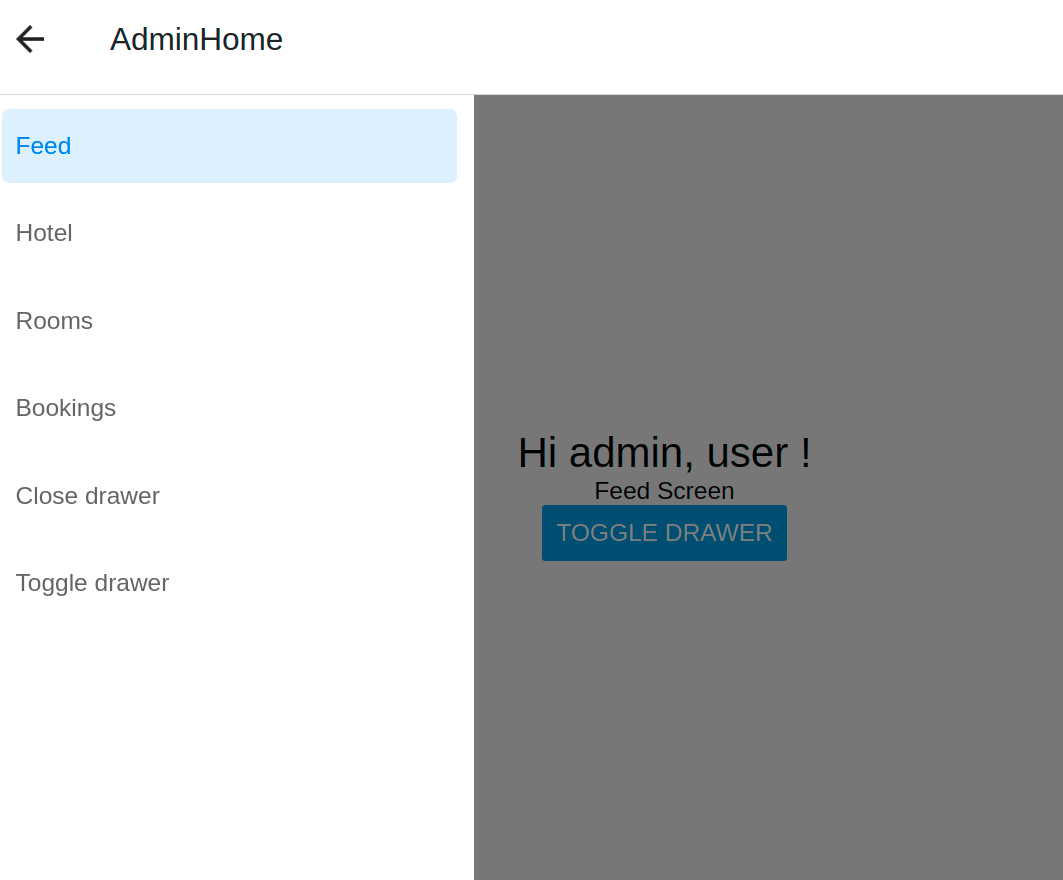 AdminHome
Feed
Hotel
Rooms
Bookings
Close drawer
Toggle drawer
Hi admin, user !
Feed Screen
TOGGLE DRAWER